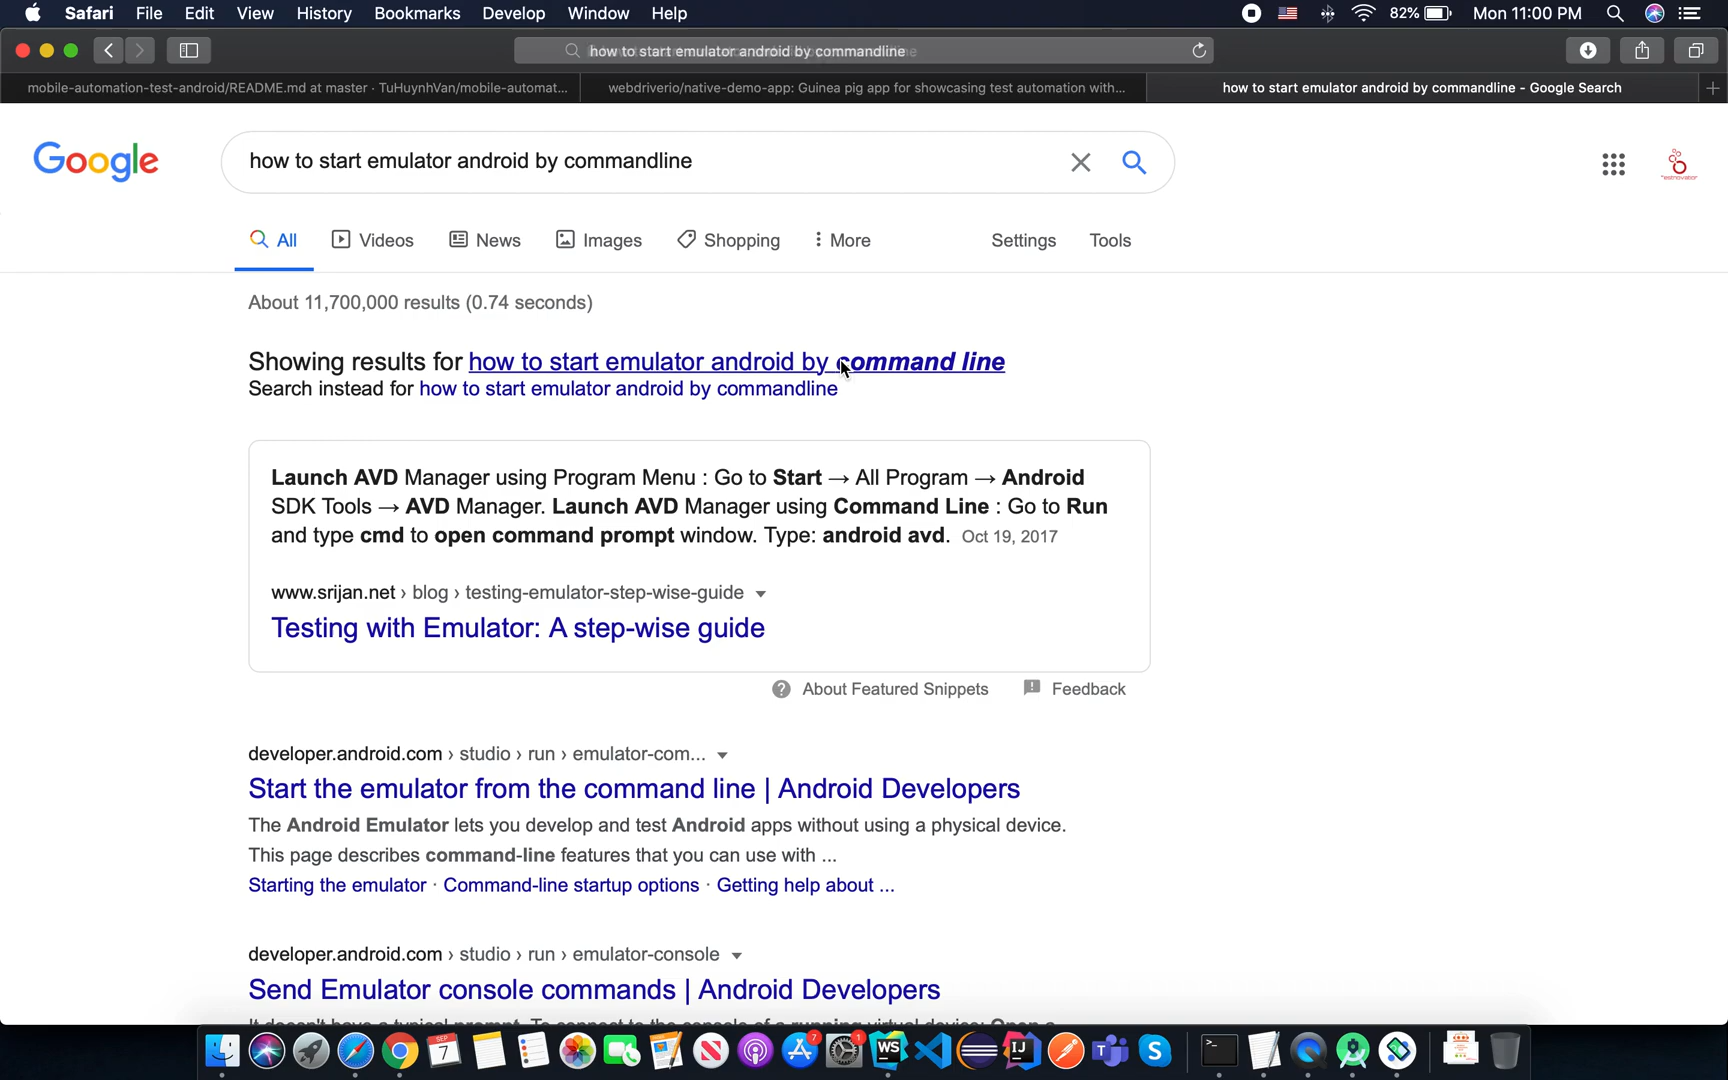 Safari File Edit View History Bookmarks Develop Window Help
82% Mon 11:00 PM
how to start emulator android by commandline
mobile-automation-test-android/README.md at master · TuHuynhVan/mobile-automat...
webdriverio/native-demo-app: Guinea pig app for showcasing test automation with...
how to start emulator android by commandline - Google Search
Google
how to start emulator android by commandline
All Videos News Images Shopping More Settings Tools
About 11,700,000 results (0.74 seconds)
Showing results for how to start emulator android by command line
Search instead for how to start emulator android by commandline
Launch AVD Manager using Program Menu : Go to Start → All Program → Android
SDK Tools → AVD Manager. Launch AVD Manager using Command Line : Go to Run
and type cmd to open command prompt window. Type: android avd. Oct 19, 2017
www.srijan.net › blog › testing-emulator-step-wise-guide
Testing with Emulator: A step-wise guide
About Featured Snippets Feedback
developer.android.com › studio › run › emulator-com...
Start the emulator from the command line | Android Developers
The Android Emulator lets you develop and test Android apps without using a physical device.
This page describes command-line features that you can use with ...
Starting the emulator · Command-line startup options · Getting help about ...
developer.android.com › studio › run › emulator-console
Send Emulator console commands | Android Developers
SEP
7
7
1
WS
IJ